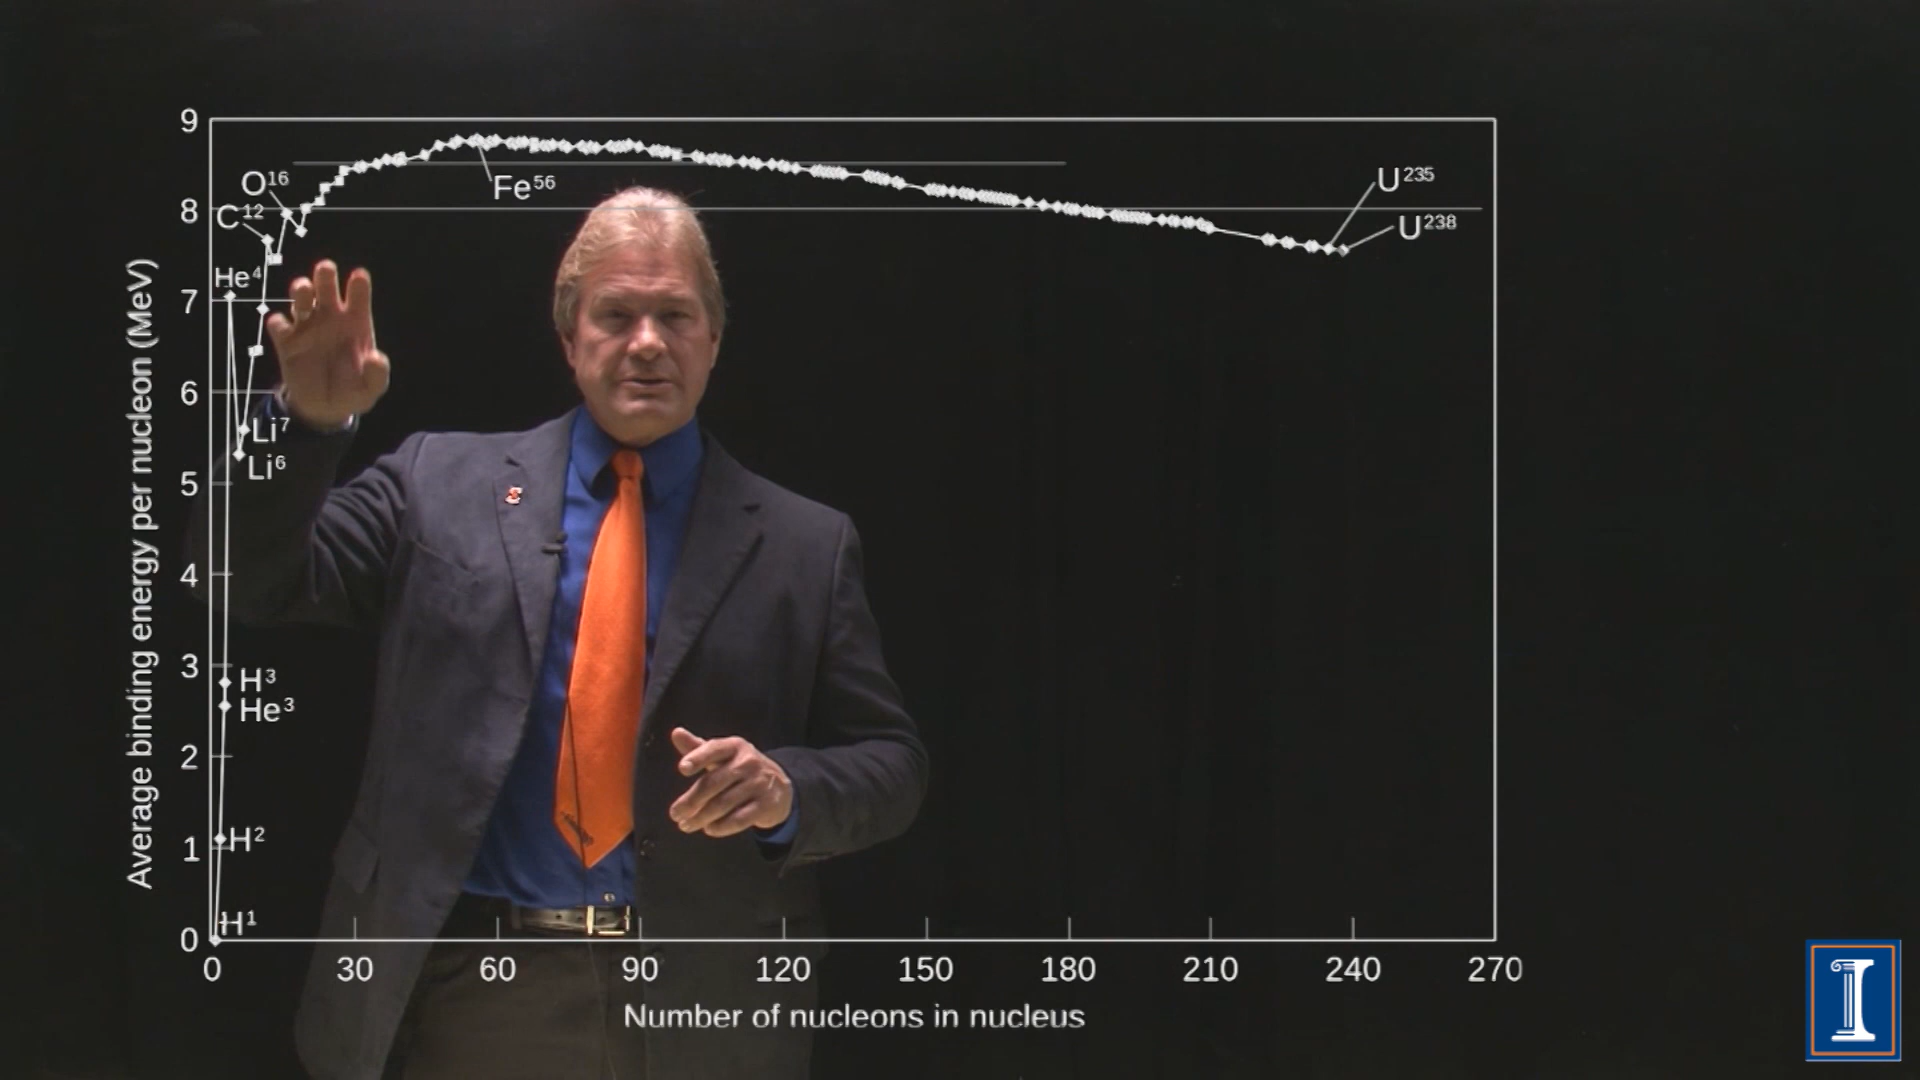 9
8
7
6
5
4
3
2
1
0
Average binding energy per nucleon (MeV)
O¹⁶
C¹²
He⁴
Li⁷
Li⁶
H³
He³
H²
H¹
Fe⁵⁶
U²³⁵
U²³⁸
0 30 60 90 120 150 180 210 240 270
Number of nucleons in nucleus
I